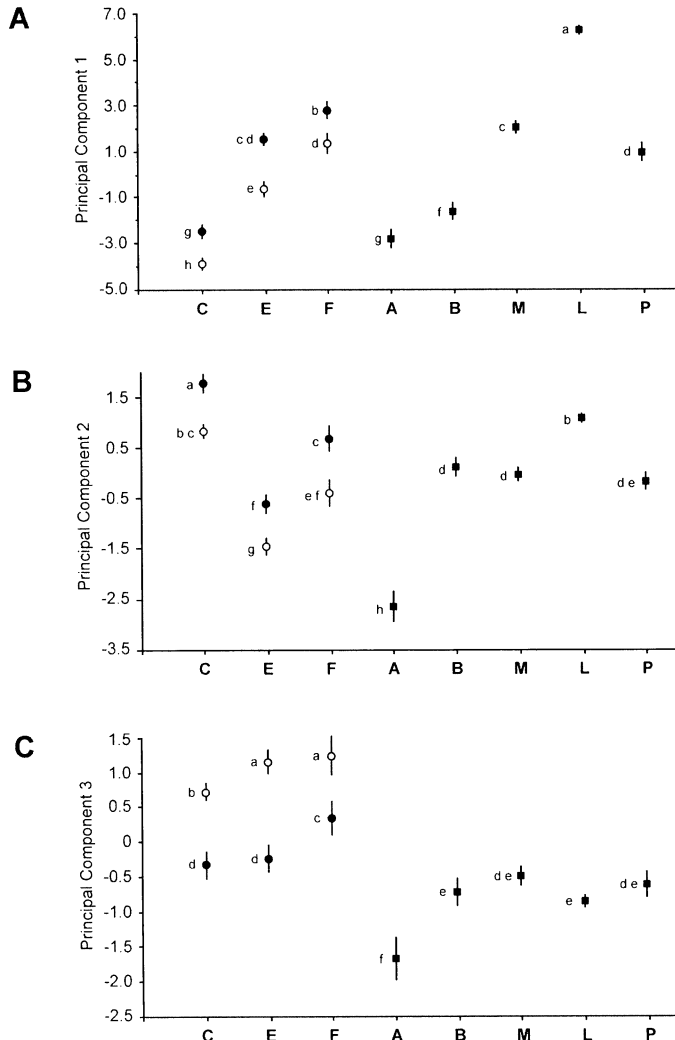 A
Principal Component 1
7.0
5.0
3.0
1.0
-1.0
-3.0
-5.0
g
h
c d
e
b
d
g
f
c
a
d
C E F A B M L P
B
Principal Component 2
1.5
0.5
-0.5
-1.5
-2.5
-3.5
a
b c
f
g
c
e f
h
d
d
b
d e
C E F A B M L P
C
Principal Component 3
1.5
1.0
0.5
0
-0.5
-1.0
-1.5
-2.0
-2.5
b
d
a
d
a
c
f
e
d e
e
d e
C E F A B M L P